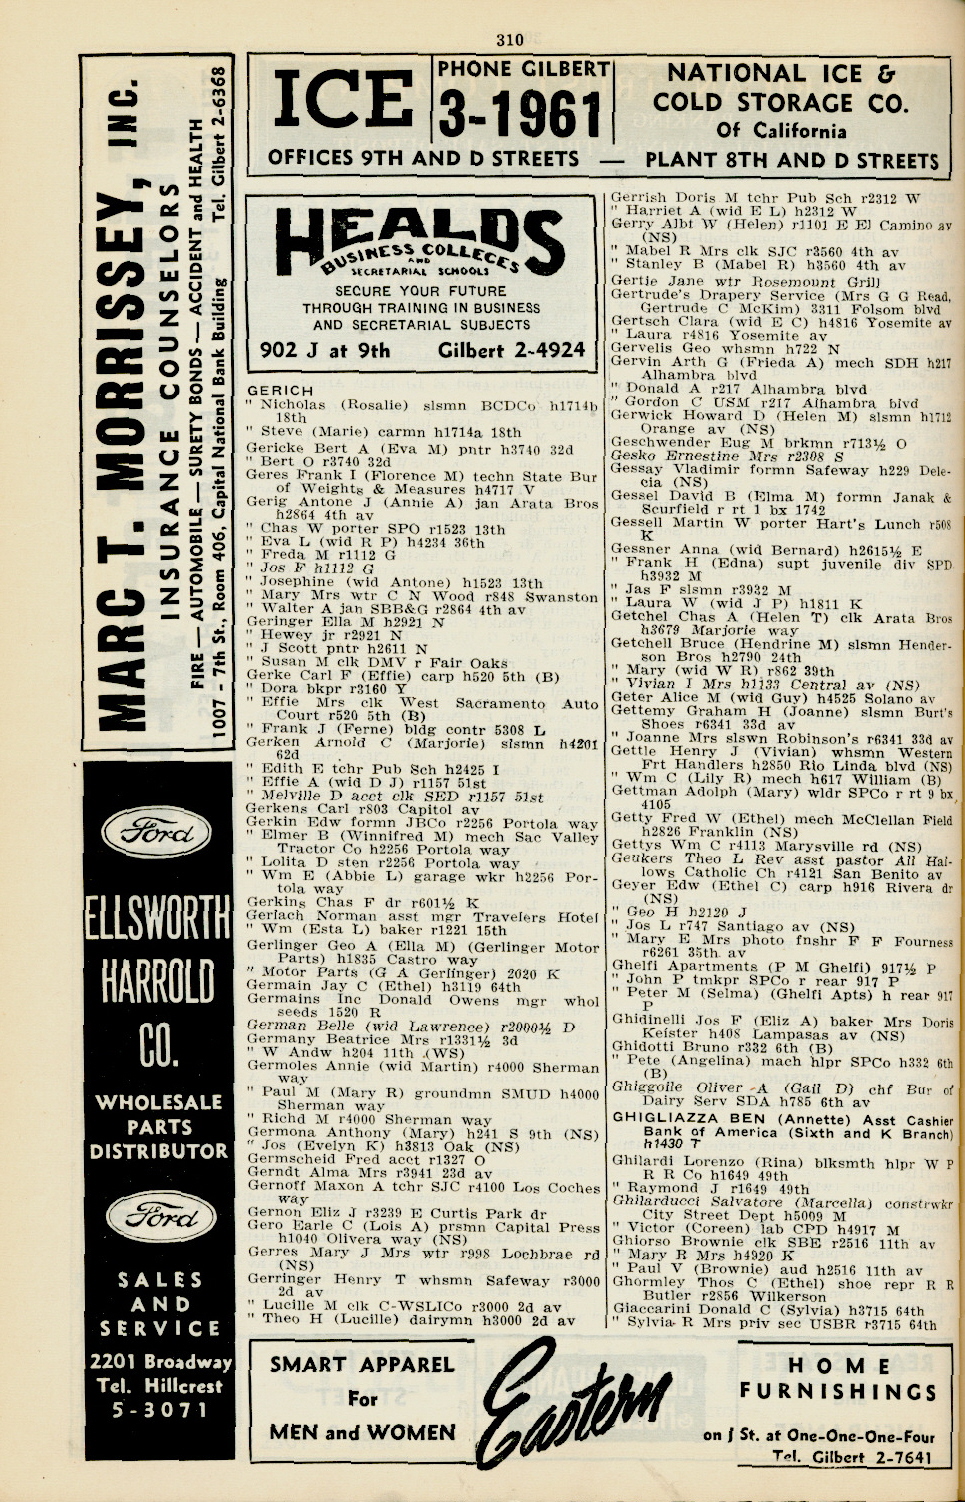 310
MARC T. MORRISSEY, INC.
INSURANCE COUNSELORS
FIRE — AUTOMOBILE — SURETY BONDS — ACCIDENT and HEALTH
1007 - 7th St., Room 406, Capital National Bank Building Tel. Gilbert 2-6368
ICE
PHONE GILBERT
3-1961
NATIONAL ICE &
COLD STORAGE CO.
Of California
OFFICES 9TH AND D STREETS — PLANT 8TH AND D STREETS
HEALDS
BUSINESS COLLEGES
AND
SECRETARIAL SCHOOLS
SECURE YOUR FUTURE
THROUGH TRAINING IN BUSINESS
AND SECRETARIAL SUBJECTS
902 J at 9th Gilbert 2-4924
GERICH
" Nicholas (Rosalie) slsmn BCDCo h1714b
18th
" Steve (Marie) carmn h1714a 18th
Gericke Bert A (Eva M) pntr h3740 32d
" Bert O r3740 32d
Geres Frank I (Florence M) techn State Bur
of Weights & Measures h4717 V
Gerig Antone J (Annie A) jan Arata Bros
h2864 4th av
" Chas W porter SPO r1523 13th
" Eva L (wid R P) h4234 36th
" Freda M r1112 G
" Jos F h1112 G
" Josephine (wid Antone) h1523 13th
" Mary Mrs wtr C N Wood r848 Swanston
" Walter A jan SBB&G r2864 4th av
Geringer Ella M h2921 N
" Hewey jr r2921 N
" J Scott pntr h2611 N
" Susan M clk DMV r Fair Oaks
Gerke Carl F (Effie) carp h520 5th (B)
" Dora bkpr r3160 Y
" Effie Mrs clk West Sacramento Auto
Court r520 5th (B)
" Frank J (Ferne) bldg contr 5308 L
Gerken Arnold C (Marjorie) slsmn h4201
62d
" Edith E tchr Pub Sch h2425 I
" Effie A (wid D J) r1157 51st
" Melville D acct clk SED r1157 51st
Gerkens Carl r803 Capitol av
Gerkin Edw formn JBCo r2256 Portola way
" Elmer B (Winnifred M) mech Sac Valley
Tractor Co h2256 Portola way
" Lolita D sten r2256 Portola way
" Wm E (Abbie L) garage wkr h2256 Por-
tola way
Gerkins Chas F dr r601½ K
Gerlach Norman asst mgr Travelers Hotel
" Wm (Esta L) baker r1221 15th
Gerlinger Geo A (Ella M) (Gerlinger Motor
Parts) h1835 Castro way
" Motor Parts (G A Gerlinger) 2020 K
Germain Jay C (Ethel) h3119 64th
Germains Inc Donald Owens mgr whol
seeds 1520 R
German Belle (wid Lawrence) r2000½ D
Germany Beatrice Mrs r1331½ 3d
" W Andw h204 11th (WS)
Germoles Annie (wid Martin) r4000 Sherman
way
" Paul M (Mary R) groundmn SMUD h4000
Sherman way
" Richd M r4000 Sherman way
Germona Anthony (Mary) h241 S 9th (NS)
" Jos (Evelyn K) h3813 Oak (NS)
Germscheid Fred acct r1327 O
Gerndt Alma Mrs r3941 23d av
Gernoff Maxon A tchr SJC r4100 Los Coches
way
Gernon Eliz J r3239 E Curtis Park dr
Gero Earle C (Lois A) prsmn Capital Press
h1040 Olivera way (NS)
Gerres Mary J Mrs wtr r998 Lochbrae rd
(NS)
Gerringer Henry T whsmn Safeway r3000
2d av
" Lucille M clk C-WSLICo r3000 2d av
" Theo H (Lucille) dairymn h3000 2d av
Gerrish Doris M tchr Pub Sch r2312 W
" Harriet A (wid E L) h2312 W
Gerry Albt W (Helen) r1101 E El Camino av
(NS)
" Mabel R Mrs clk SJC r3560 4th av
" Stanley B (Mabel R) h3560 4th av
Gertie Jane wtr Rosemount Grill
Gertrude's Drapery Service (Mrs G G Read,
Gertrude C McKim) 3311 Folsom blvd
Gertsch Clara (wid E C) h4816 Yosemite av
" Laura r4816 Yosemite av
Gervelis Geo whsmn h722 N
Gervin Arth G (Frieda A) mech SDH h217
Alhambra blvd
" Donald A r217 Alhambra blvd
" Gordon C USM r217 Alhambra blvd
Gerwick Howard D (Helen M) slsmn h1712
Orange av (NS)
Geschwender Eug M brkmn r713½ O
Gesko Ernestine Mrs r2308 S
Gessay Vladimir formn Safeway h229 Dele-
cia (NS)
Gessel David B (Elma M) formn Janak &
Scurfield r rt 1 bx 1742
Gessell Martin W porter Hart's Lunch r508
K
Gessner Anna (wid Bernard) h2615½ E
" Frank H (Edna) supt juvenile div SPD
h3932 M
" Jas F slsmn r3932 M
" Laura W (wid J P) h1811 K
Getchel Chas A (Helen T) clk Arata Bros
h3679 Marjorie way
Getchell Bruce (Hendrine M) slsmn Hender-
son Bros h2790 24th
" Mary (wid W R) r862 39th
" Vivian I Mrs h1133 Central av (NS)
Geter Alice M (wid Guy) h4525 Solano av
Gettemy Graham H (Joanne) slsmn Burt's
Shoes r6341 33d av
" Joanne Mrs slswn Robinson's r6341 33d av
Gettle Henry J (Vivian) whsmn Western
Frt Handlers h2850 Rio Linda blvd (NS)
" Wm C (Lily R) mech h617 William (B)
Gettman Adolph (Mary) wldr SPCo r rt 9 bx
4105
Getty Fred W (Ethel) mech McClellan Field
h2826 Franklin (NS)
Gettys Wm C r4113 Marysville rd (NS)
Geukers Theo L Rev asst pastor All Hal-
lows Catholic Ch r4121 San Benito av
Geyer Edw (Ethel C) carp h916 Rivera dr
(NS)
" Geo H h2120 J
" Jos L r747 Santiago av (NS)
" Mary E Mrs photo fnshr F F Fourness
r6261 35th av
Ghelfi Apartments (P M Ghelfi) 917½ P
" John P tmkpr SPCo r rear 917 P
" Peter M (Selma) (Ghelfi Apts) h rear 917
P
Ghidinelli Jos F (Eliz A) baker Mrs Doris
Keister h408 Lampasas av (NS)
Ghidotti Bruno r332 6th (B)
" Pete (Angelina) mach hlpr SPCo h332 6th
(B)
Ghiggoile Oliver A (Gail D) chf Bur of
Dairy Serv SDA h785 6th av
GHIGLIAZZA BEN (Annette) Asst Cashier
Bank of America (Sixth and K Branch)
h1430 T
Ghilardi Lorenzo (Rina) blksmth hlpr W P
R R Co h1649 49th
" Raymond J r1649 49th
Ghilarducci Salvatore (Marcella) constrwkr
City Street Dept h5009 M
" Victor (Coreen) lab CPD h4917 M
Ghiorso Brownie clk SBE r2516 11th av
" Mary R Mrs h4920 K
" Paul V (Brownie) aud h2516 11th av
Ghormley Thos C (Ethel) shoe repr R R
Butler r2856 Wilkerson
Giaccarini Donald C (Sylvia) h3715 64th
" Sylvia R Mrs priv sec USBR r3715 64th
Ford
ELLSWORTH
HARROLD
CO.
WHOLESALE
PARTS
DISTRIBUTOR
Ford
SALES
AND
SERVICE
2201 Broadway
Tel. Hillcrest
5-3071
SMART APPAREL
For
MEN and WOMEN
Eastern
HOME
FURNISHINGS
on J St. at One-One-One-Four
Tel. Gilbert 2-7641